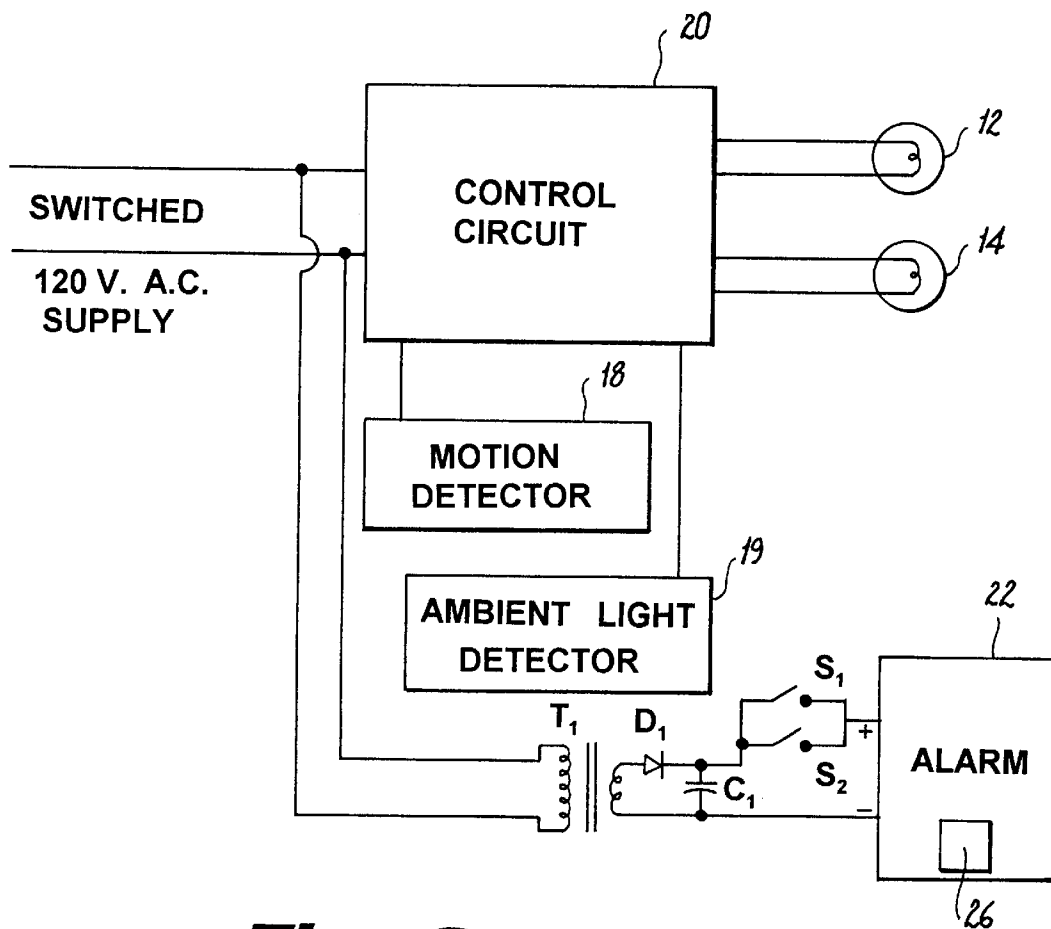 20
12
SWITCHED
CONTROL
CIRCUIT
120 V. A.C.
SUPPLY
14
18
MOTION
DETECTOR
19
AMBIENT LIGHT
DETECTOR
22
T₁
D₁
S₁
+
S₂
C₁
−
ALARM
26